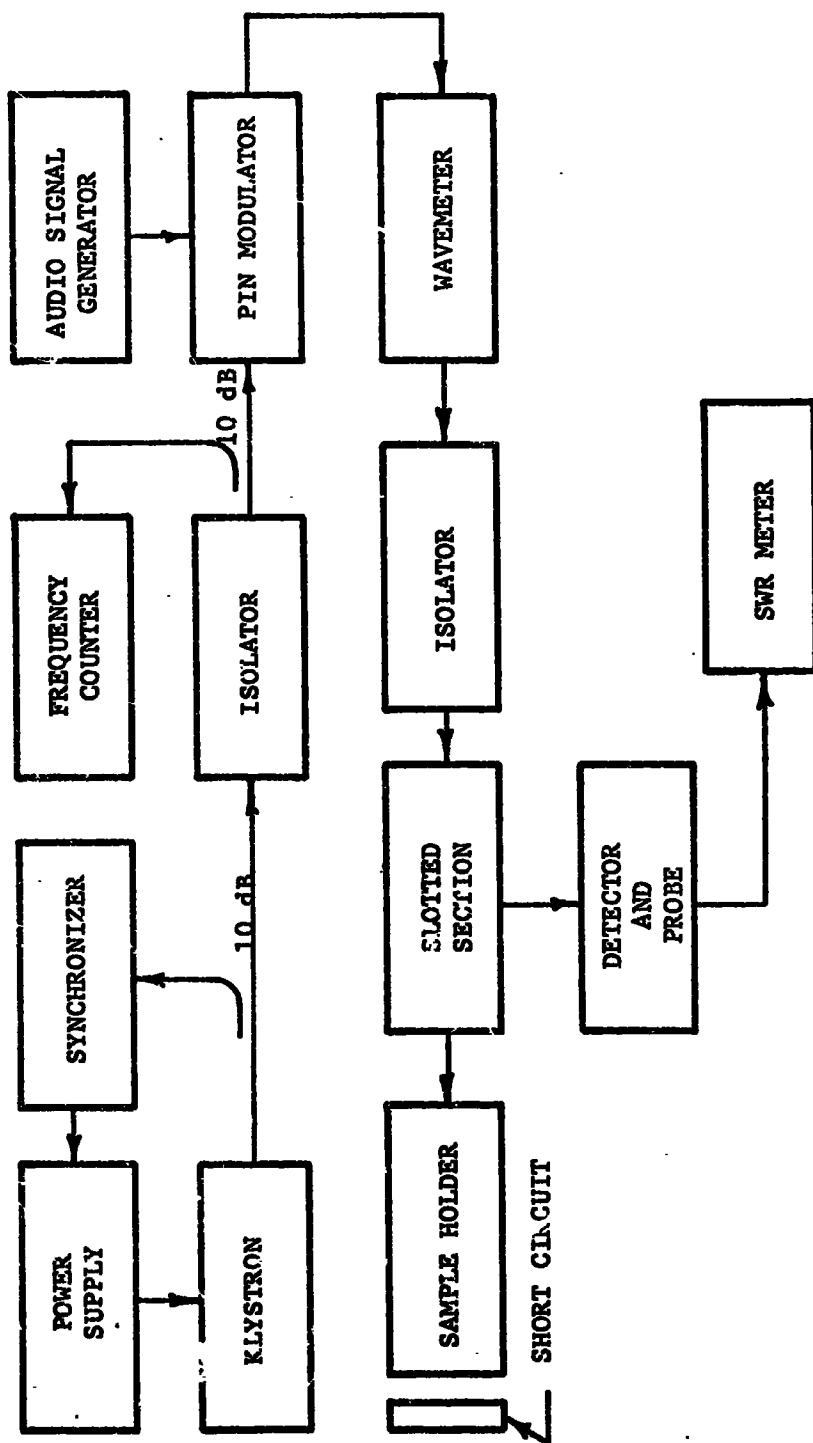 POWER
SUPPLY
SYNCHRONIZER
FREQUENCY
COUNTER
AUDIO SIGNAL
GENERATOR
KLYSTRON
10 dB
ISOLATOR
10 dB
PIN MODULATOR
SAMPLE HOLDER
SLOTTED
SECTION
ISOLATOR
WAVEMETER
SHORT CIRCUIT
DETECTOR
AND
PROBE
SWR METER